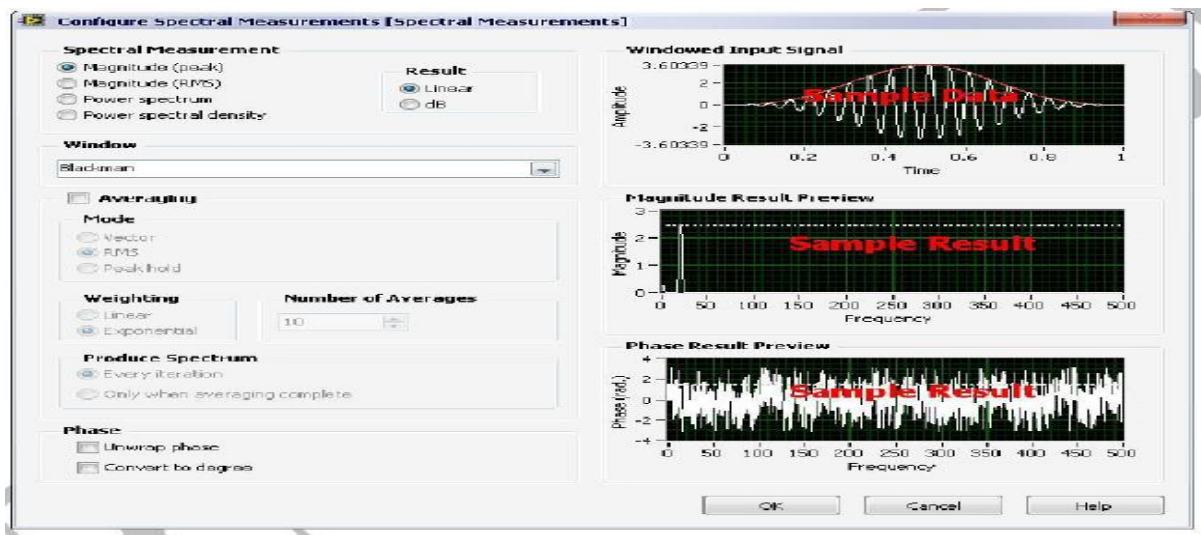 Configure Spectral Measurements [Spectral Measurements]
Spectral Measurement
Magnitude (peak)
Magnitude (RMS)
Power spectrum
Power spectral density
Result
Linear
dB
Window
Blackman
Averaging
Mode
Vector
RMS
Peak hold
Weighting
Linear
Exponential
Number of Averages
10
Produce Spectrum
Every iteration
Only when averaging complete
Phase
Unwrap phase
Convert to degree
Windowed Input Signal
Amplitude
3.60339
2
0
-2
-3.60339
Sample Data
0 0.2 0.4 0.6 0.8 1
Time
Magnitude Result Preview
Magnitude
3
2
1
0
Sample Result
0 50 100 150 200 250 300 350 400 450 500
Frequency
Phase Result Preview
Phase (rad.)
4
2
0
-2
-4
Sample Result
0 50 100 150 200 250 300 350 400 450 500
Frequency
OK Cancel Help